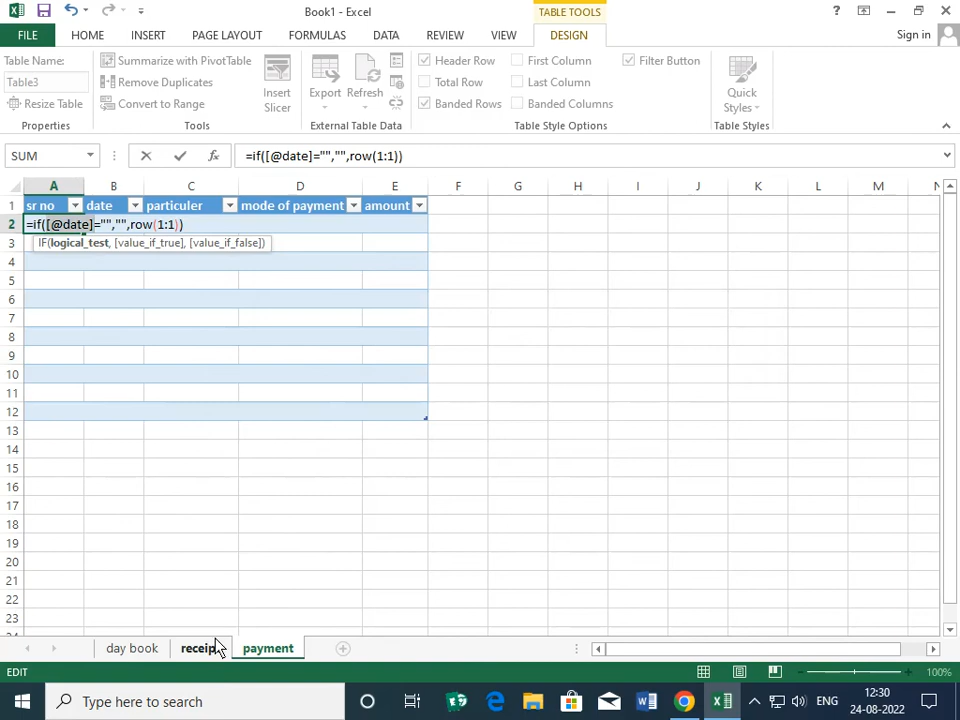 Book1 - Excel
TABLE TOOLS
?
FILE
HOME
INSERT
PAGE LAYOUT
FORMULAS
DATA
REVIEW
VIEW
DESIGN
Sign in
Table Name:
Table3
Resize Table
Properties
Summarize with PivotTable
Remove Duplicates
Convert to Range
Tools
Insert
Slicer
Export
Refresh
External Table Data
Header Row
Total Row
Banded Rows
First Column
Last Column
Banded Columns
Filter Button
Table Style Options
Quick
Styles
Table Styles
SUM
=if([@date]="","",row(1:1))
A B C D E F G H I J K L M N
1 sr no date particuler mode of payment amount
2 =if([@date]="","",row(1:1))
3 IF(logical_test, [value_if_true], [value_if_false])
4
5
6
7
8
9
10
11
12
13
14
15
16
17
18
19
20
21
22
23
day book
payment
EDIT
100%
Type here to search
ENG
12:30
24-08-2022